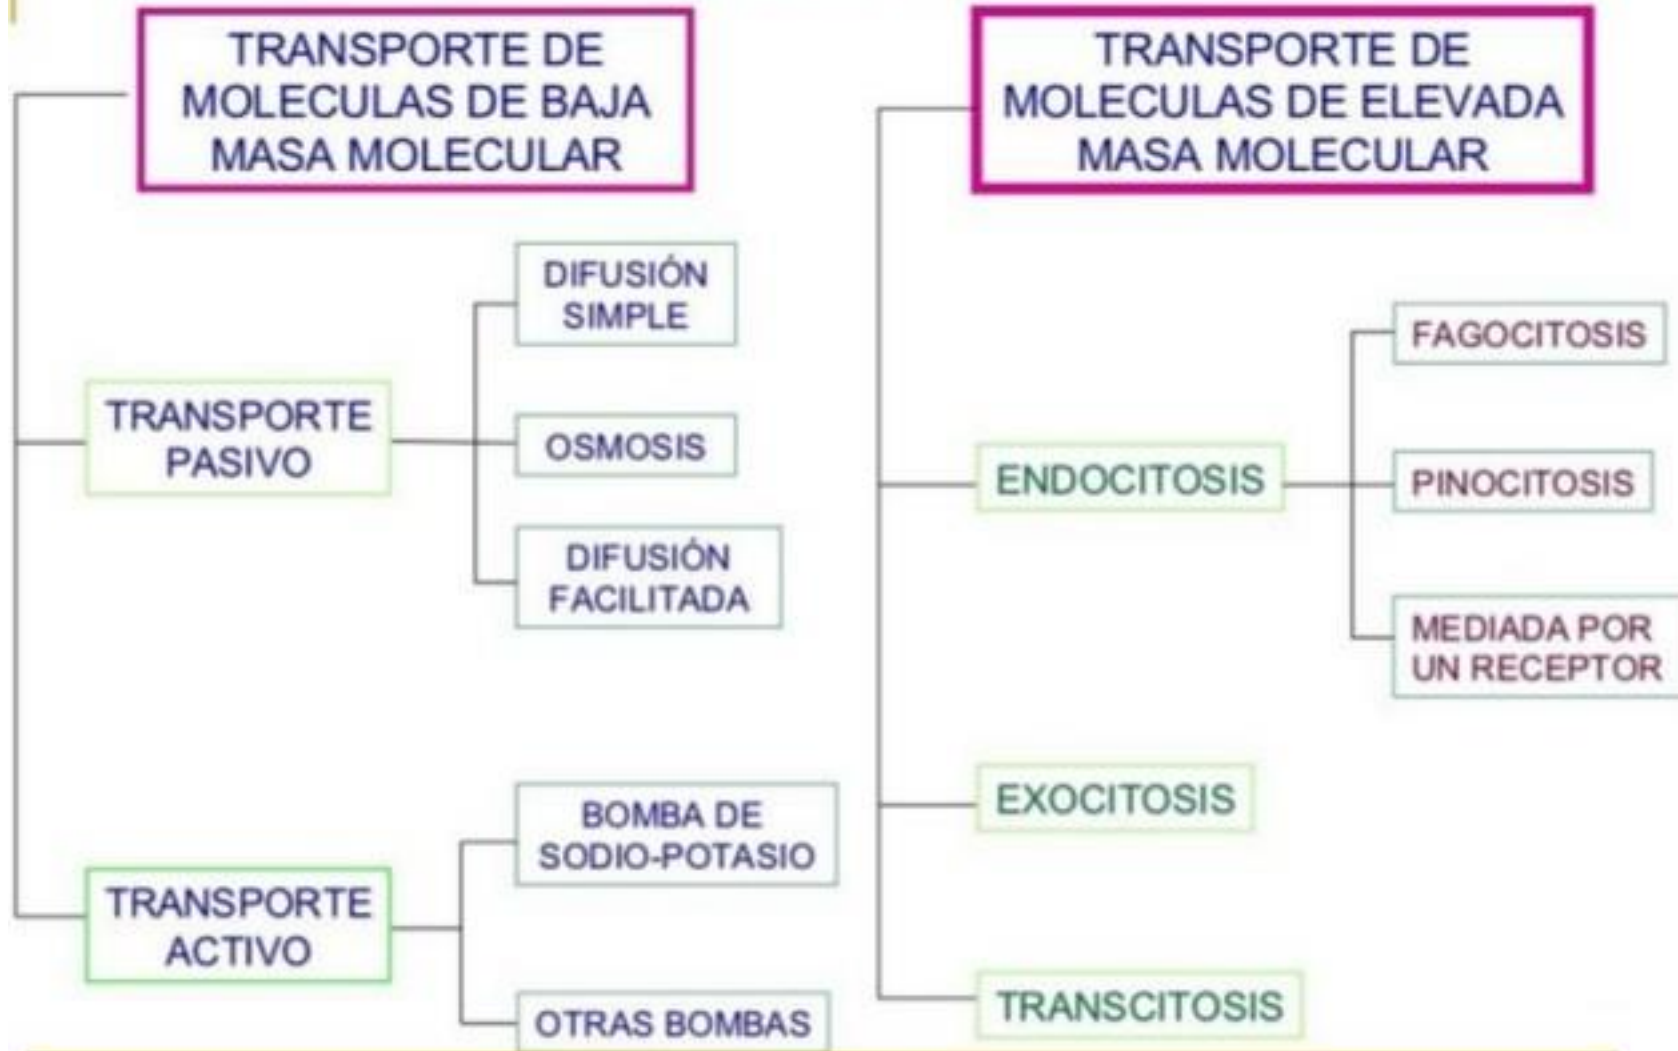 TRANSPORTE DE
MOLECULAS DE BAJA
MASA MOLECULAR
TRANSPORTE
PASIVO
DIFUSIÓN
SIMPLE
OSMOSIS
DIFUSIÓN
FACILITADA
TRANSPORTE
ACTIVO
BOMBA DE
SODIO-POTASIO
OTRAS BOMBAS
TRANSPORTE DE
MOLECULAS DE ELEVADA
MASA MOLECULAR
ENDOCITOSIS
FAGOCITOSIS
PINOCITOSIS
MEDIADA POR
UN RECEPTOR
EXOCITOSIS
TRANSCITOSIS